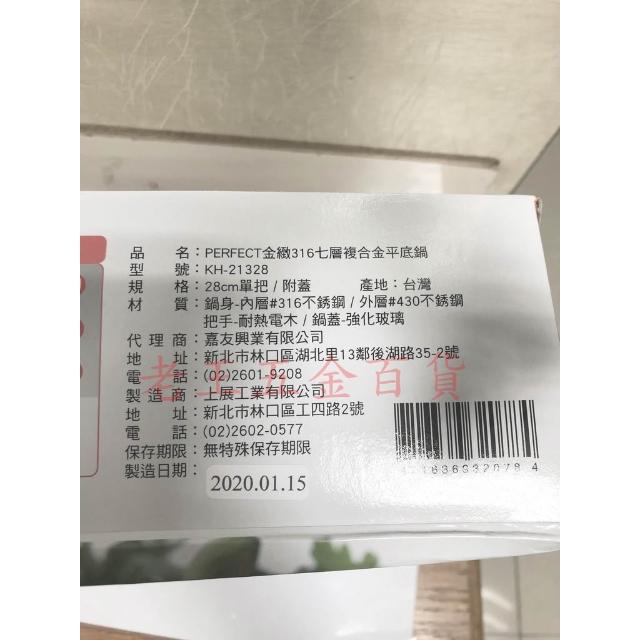 品　　名：PERFECT金緻316七層複合金平底鍋
型　　號：KH-21328
規　　格：28cm單把 / 附蓋　　產地：台灣
材　　質：鍋身-內層#316不銹鋼 / 外層#430不銹鋼
把手-耐熱電木 / 鍋蓋-強化玻璃
代 理 商：嘉友興業有限公司
地　　址：新北市林口區湖北里13鄰後湖路35-2號
電　　話：(02)2601-9208
老王五金百貨
製 造 商：上展工業有限公司
地　　址：新北市林口區工四路2號
電　　話：(02)2602-0577
保存期限：無特殊保存期限
製造日期：2020.01.15